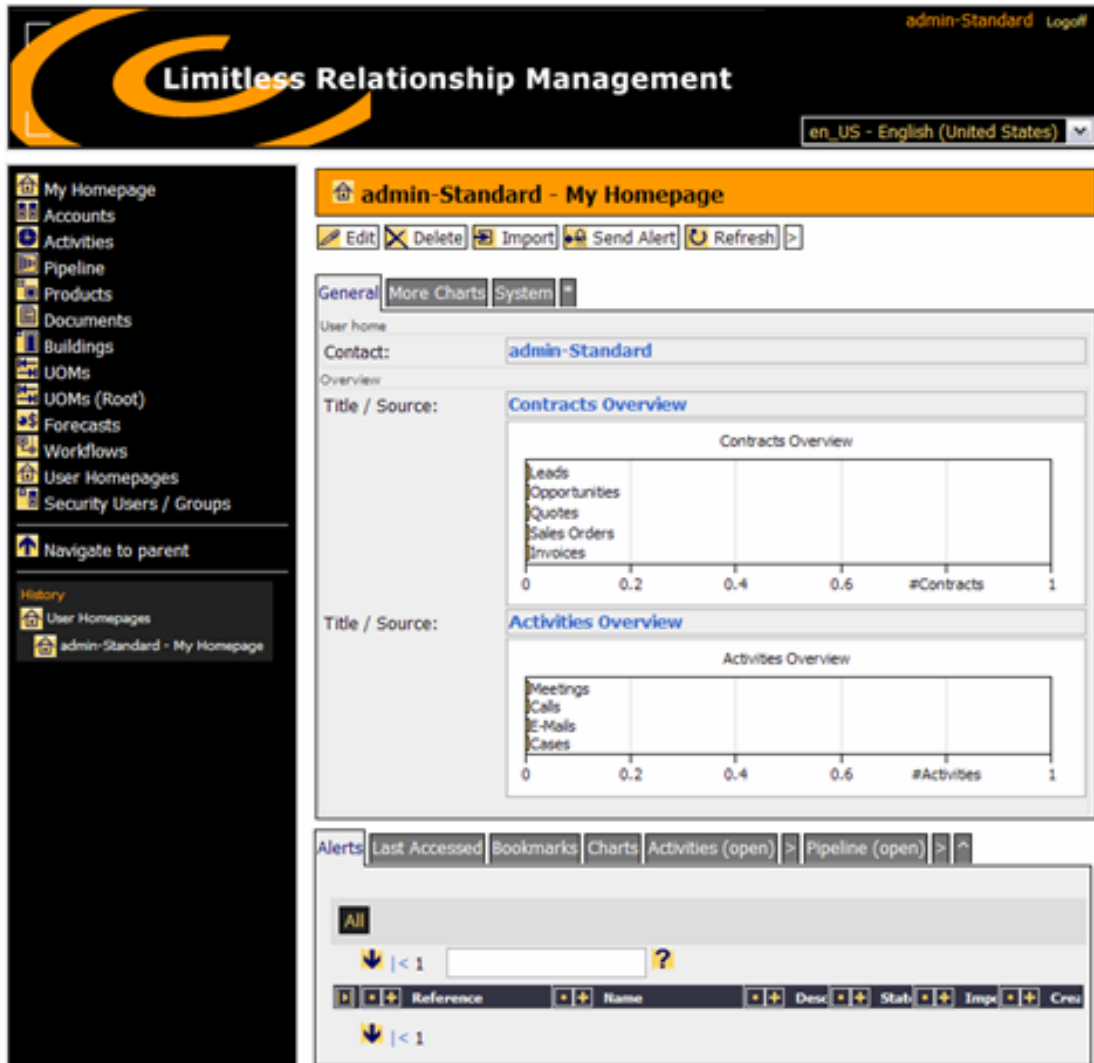 admin-Standard Logoff
Limitless Relationship Management
en_US - English (United States)
My Homepage
Accounts
Activities
Pipeline
Products
Documents
Buildings
UOMs
UOMs (Root)
Forecasts
Workflows
User Homepages
Security Users / Groups
Navigate to parent
History
User Homepages
admin-Standard - My Homepage
admin-Standard - My Homepage
Edit Delete Import Send Alert Refresh >
General More Charts System *
User home
Contact: admin-Standard
Overview
Title / Source: Contracts Overview
Contracts Overview
Leads
Opportunities
Quotes
Sales Orders
Invoices
0 0.2 0.4 0.6 #Contracts 1
Title / Source: Activities Overview
Activities Overview
Meetings
Calls
E-Mails
Cases
0 0.2 0.4 0.6 #Activities 1
Alerts Last Accessed Bookmarks Charts Activities (open) > Pipeline (open) > ^
All
|< 1 ?
Reference Name Desc Stat Imp Crea
|< 1